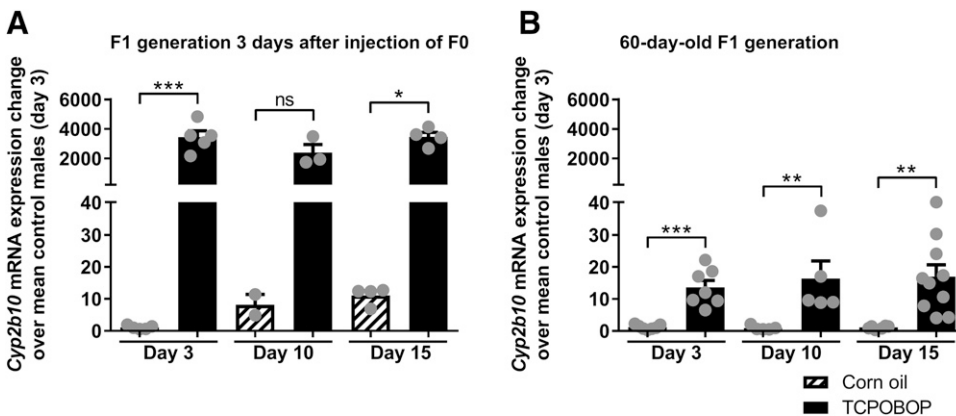 A
F1 generation 3 days after injection of F0
Cyp2b10 mRNA expression change
over mean control males (day 3)
6000
4000
2000
40
30
20
10
0
***
ns
*
Day 3
Day 10
Day 15
B
60-day-old F1 generation
Cyp2b10 mRNA expression change
over mean control males (day 3)
6000
4000
2000
40
30
20
10
0
***
**
**
Day 3
Day 10
Day 15
Corn oil
TCPOBOP